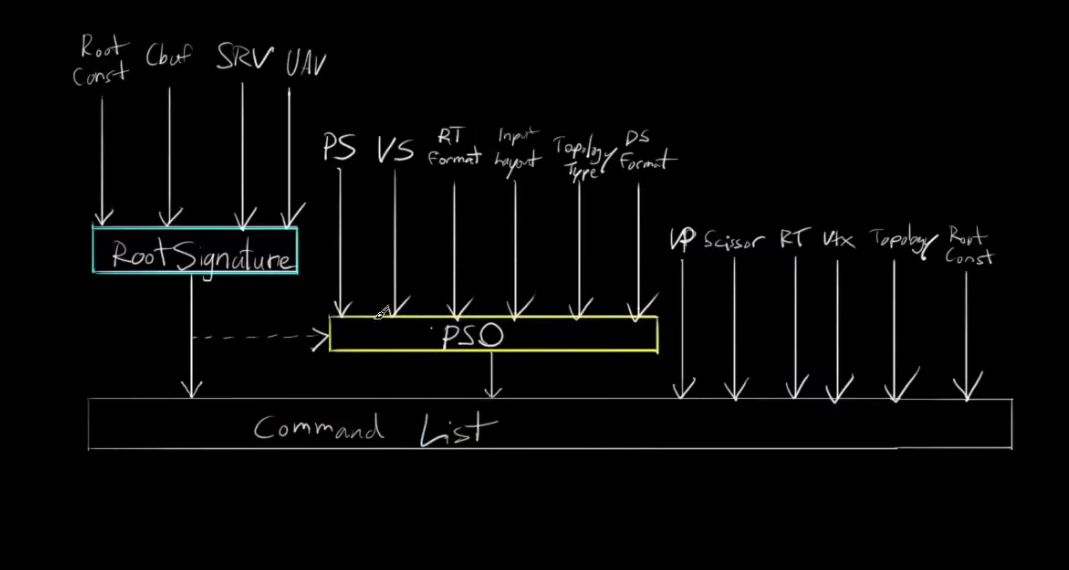 Root
Const
Cbuf
SRV
UAV
PS
VS
RT
Format
Input
Layout
Topology
Type
DS
Format
VP
Scissor
RT
Vtx
Topology
Root
Const
RootSignature
PSO
Command List